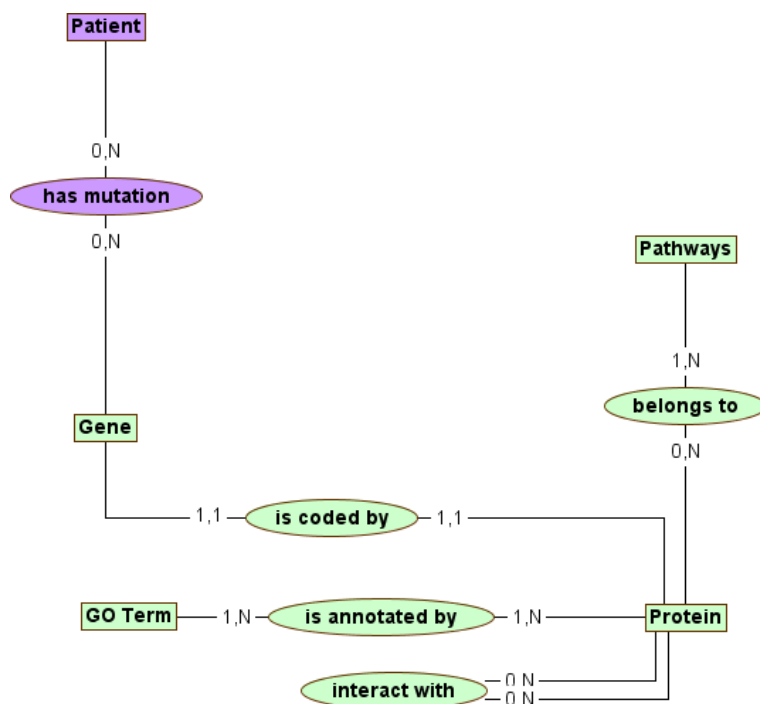 Patient
0,N
has mutation
0,N
Pathways
1,N
belongs to
0,N
Gene
1,1
is coded by
1,1
GO Term
1,N
is annotated by
1,N
Protein
interact with
0,N
0,N